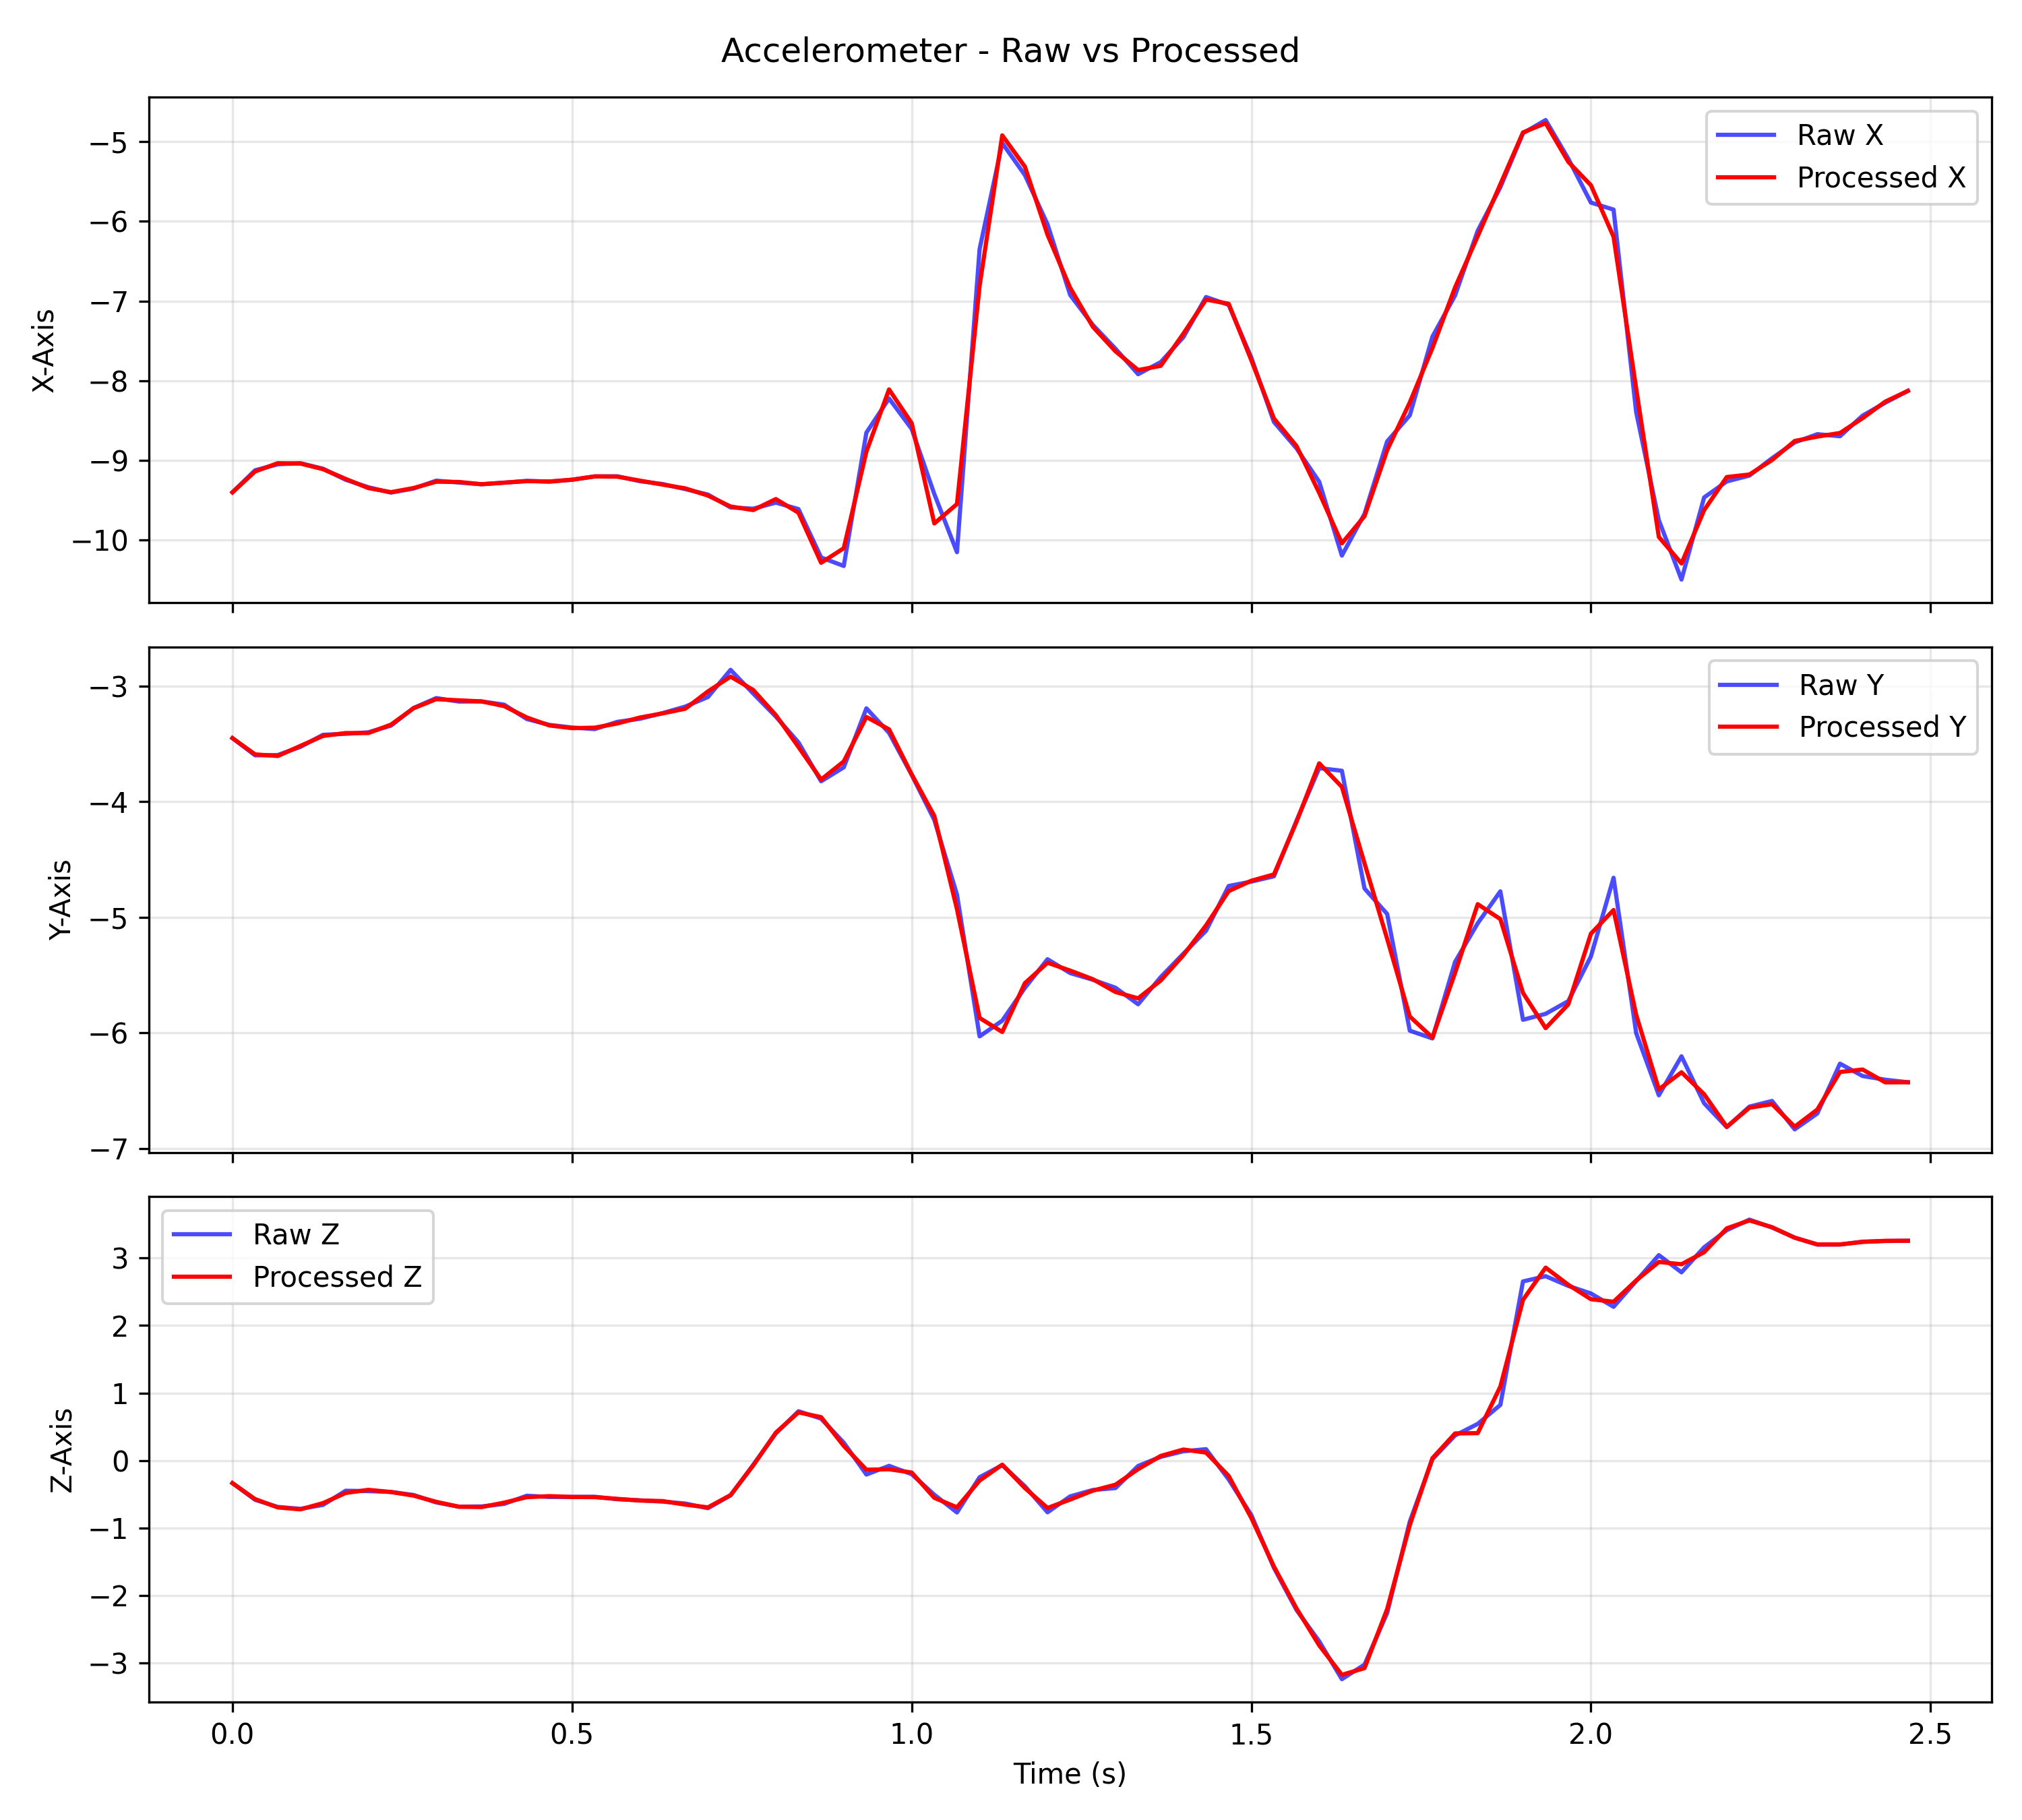 Accelerometer - Raw vs Processed
X-Axis
−5
−6
−7
−8
−9
−10
Raw X
Processed X
Y-Axis
−3
−4
−5
−6
−7
Raw Y
Processed Y
Z-Axis
3
2
1
0
−1
−2
−3
Raw Z
Processed Z
0.0 0.5 1.0 1.5 2.0 2.5
Time (s)